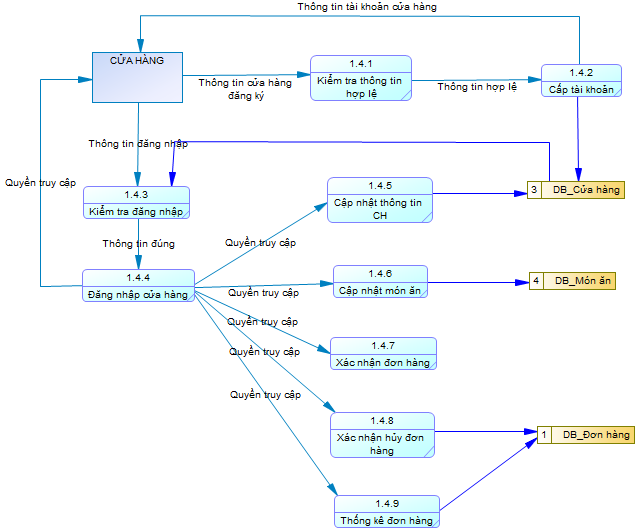 Thông tin tài khoản cửa hàng
CỬA HÀNG
1.4.1
Kiểm tra thông tin
hợp lệ
1.4.2
Cấp tài khoản
Thông tin cửa hàng
đăng ký
Thông tin hợp lệ
Thông tin đăng nhập
Quyền truy cập
1.4.3
Kiểm tra đăng nhập
1.4.5
Cập nhật thông tin
CH
3 DB_Cửa hàng
Thông tin đúng
Quyền truy cập
1.4.4
Đăng nhập cửa hàng
1.4.6
Cập nhật món ăn
4 DB_Món ăn
Quyền truy cập
Quyền truy cập
1.4.7
Xác nhận đơn hàng
Quyền truy cập
Quyền truy cập
1.4.8
Xác nhận hủy đơn
hàng
1 DB_Đơn hàng
1.4.9
Thống kê đơn hàng